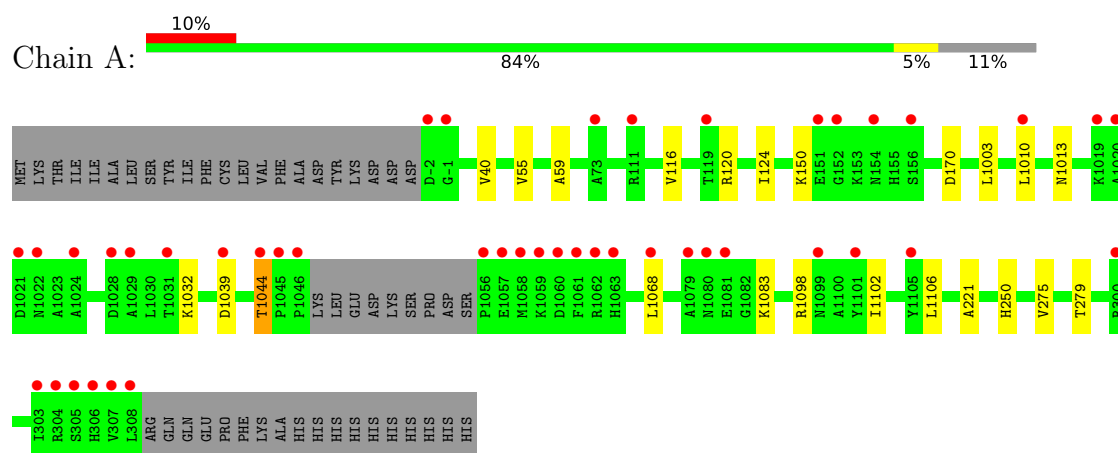 10%
Chain A:
84% 5% 11%
MET LYS THR ILE ILE ALA LEU SER TYR ILE PHE CYS LEU VAL PHE ALA ASP TYR LYS ASP ASP ASP D-2 G-1 V40 V55 A59 A73 R111 V116 T119 R120 I124 K150 E151 G152 K153 N154 H155 S156 D170 L1003 L1010 N1013 K1019 A1020
D1021 N1022 A1023 A1024 D1028 A1029 L1030 T1031 K1032 D1039 T1044 P1045 P1046 LYS LEU GLU ASP LYS SER PRO ASP SER P1056 E1057 M1058 K1059 D1060 F1061 R1062 H1063 L1068 A1079 N1080 E1081 G1082 K1083 R1098 N1099 A1100 Y1101 I1102 Y1105 L1106 A221 H250 V275 T279
I303 R304 S305 H306 V307 L308 ARG GLN GLN GLU PRO PHE LYS ALA HIS HIS HIS HIS HIS HIS HIS HIS HIS HIS